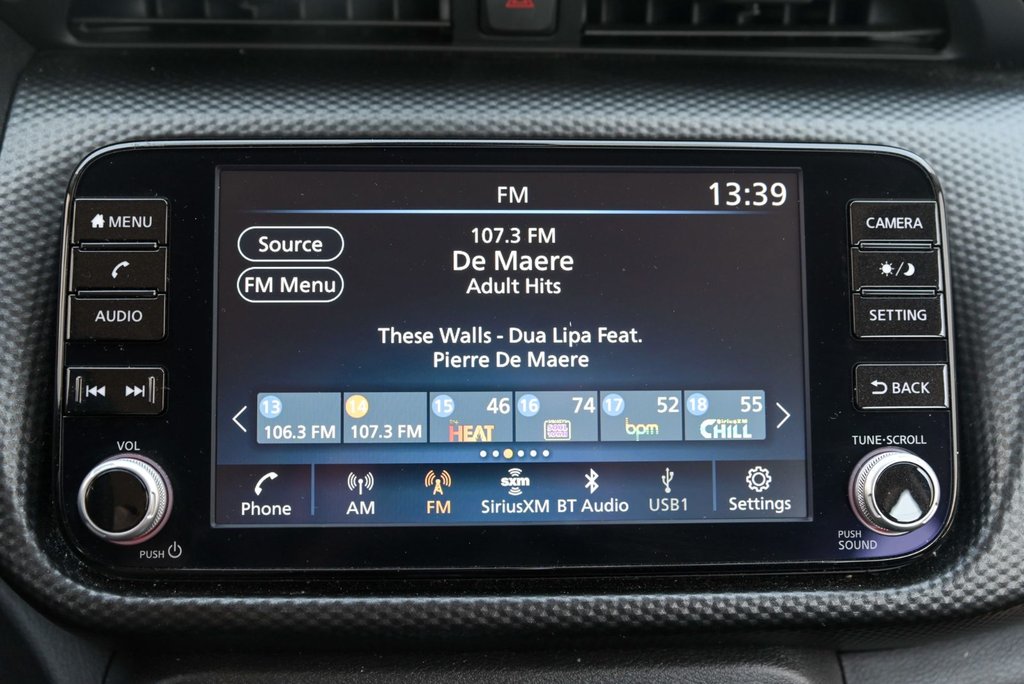 FM
13:39
Source
107.3 FM
De Maere
Adult Hits
FM Menu
These Walls - Dua Lipa Feat.
Pierre De Maere
13
106.3 FM
14
107.3 FM
15 46
HEAT
16 74
SOUL
17 52
bpm
18 55
SiriusXM
CHILL
Phone
AM
FM
sxm
SiriusXM
BT Audio
USB1
Settings
MENU
AUDIO
VOL
PUSH
CAMERA
SETTING
BACK
TUNE·SCROLL
PUSH
SOUND